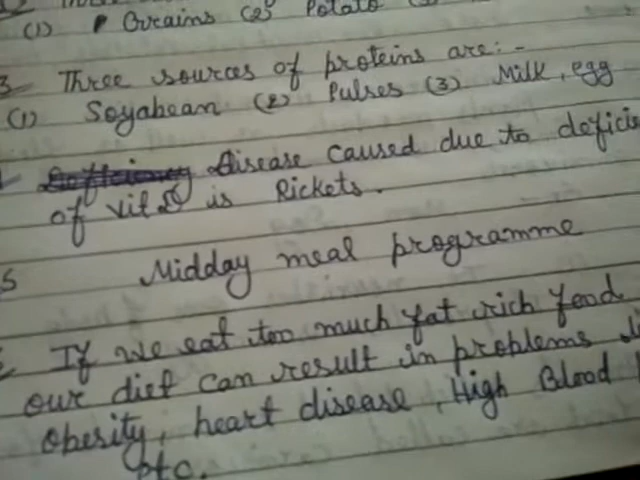 (1) Grains (2) Potato
3 Three sources of proteins are:-
(1) Soyabean (2) Pulses (3) Milk, egg
Disease caused due to
of vit D is Rickets.
5 Midday meal programme
If we eat too much fat rich food
our diet can result in problems
obesity, heart disease, High Blood
etc.